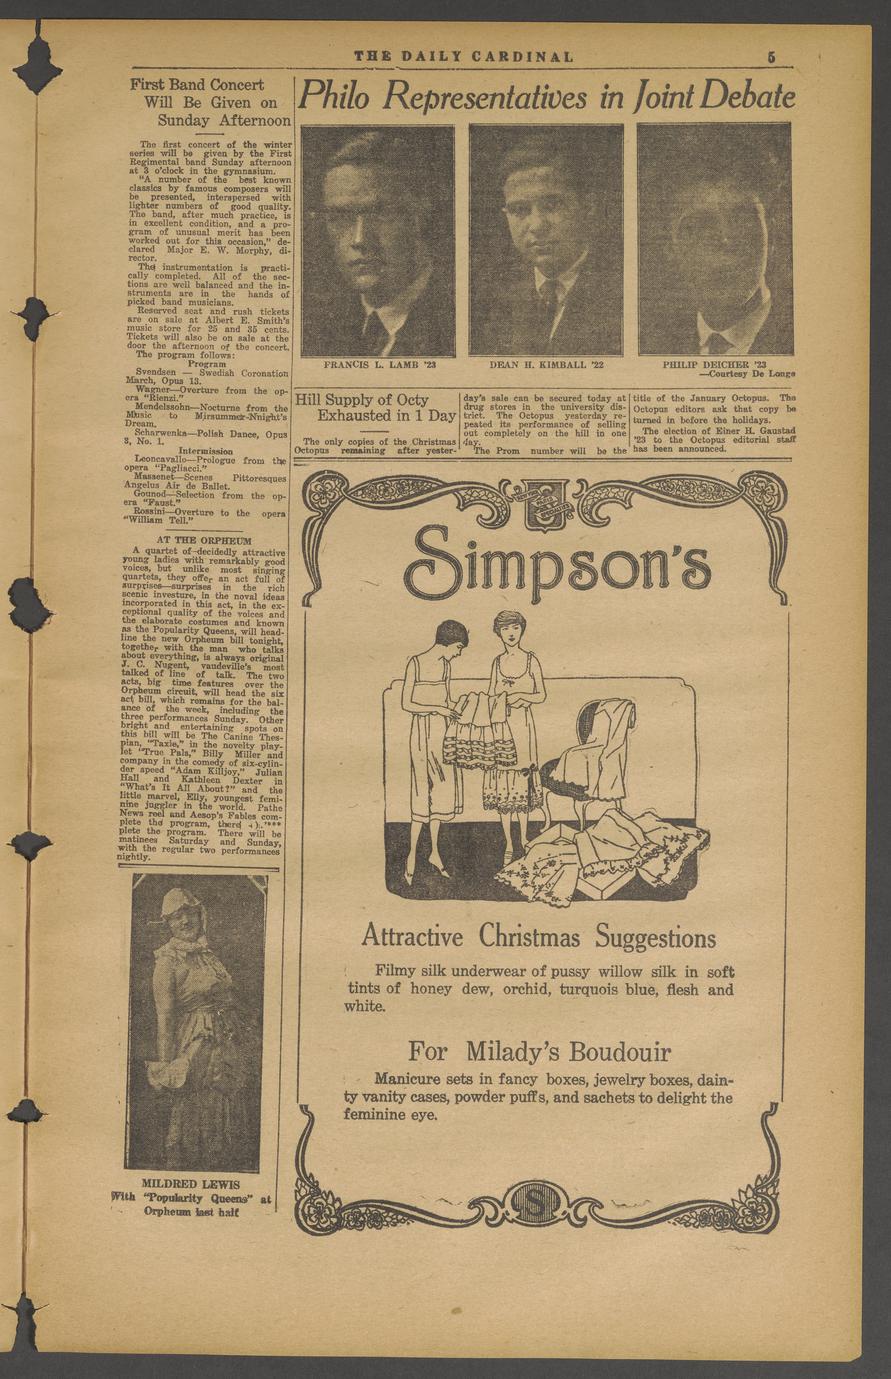 THE DAILY CARDINAL
5
First Band Concert
Will Be Given on
Sunday Afternoon
The first concert of the winter
series will be given by the First
Regimental band Sunday afternoon
at 3 o'clock in the gymnasium.
"A number of the best known
classics by famous composers will
be presented, interspersed with
lighter numbers of good quality.
The band, after much practice, is
in excellent condition, and a pro-
gram of unusual merit has been
worked out for this occasion," de-
clared Major E. W. Morphy, di-
rector.
The instrumentation is practi-
cally completed. All of the sec-
tions are well balanced and the in-
struments are in the hands of
picked band musicians.
Reserved seat and rush tickets
are on sale at Albert E. Smith's
music store for 25 and 35 cents.
Tickets will also be on sale at the
door the afternoon of the concert.
The program follows:
Program
Svendsen — Swedish Coronation
March, Opus 13.
Wagner—Overture from the op-
era "Rienzi."
Mendelssohn—Nocturne from the
Music to Mirsummer-Nnight's
Dream.
Scharwenka—Polish Dance, Opus
3, No. 1.
Intermission
Leoncavallo—Prologue from the
opera "Pagliacci."
Massenet—Scenes Pittoresques
Angelus Air de Ballet.
Gounod—Selection from the op-
era "Faust."
Rossini—Overture to the opera
"William Tell."
AT THE ORPHEUM
A quartet of decidedly attractive
young ladies with remarkably good
voices, but unlike most singing
quartets, they offer an act full of
surprises—surprises in the rich
scenic investure, in the noval ideas
incorporated in this act, in the ex-
ceptional quality of the voices and
the elaborate costumes and known
as the Popularity Queens, will head-
line the new Orpheum bill tonight,
together with the man who talks
about everything, is always original
J. C. Nugent, vaudeville's most
talked of line of talk. The two
acts, big time features over the
Orpheum circuit, will head the six
act bill, which remains for the bal-
ance of the week, including the
three performances Sunday. Other
bright and entertaining spots on
this bill will be The Canine Thes-
pian, "Taxie," in the novelty play-
let "True Pals," Billy Miller and
company in the comedy of six-cylin-
der speed "Adam Killjoy," Julian
Hall and Kathleen Dexter in
"What's It All About?" and the
little marvel, Elly, youngest femi-
nine juggler in the world. Pathe
News reel and Aesop's Fables com-
plete the program, there
plete the program. There will be
matinees Saturday and Sunday,
with the regular two performances
nightly.
MILDRED LEWIS
With "Popularity Queens" at
Orpheum last half
Philo Representatives in Joint Debate
FRANCIS L. LAMB '23
DEAN H. KIMBALL '22
PHILIP DEICHER '23
—Courtesy De Longe
Hill Supply of Octy
Exhausted in 1 Day
The only copies of the Christmas
Octopus remaining after yester-
day's sale can be secured today at
drug stores in the university dis-
trict. The Octopus yesterday re-
peated its performance of selling
out completely on the hill in one
day.
The Prom number will be the
title of the January Octopus. The
Octopus editors ask that copy be
turned in before the holidays.
The election of Einer H. Gaustad
'23 to the Octopus editorial staff
has been announced.
Simpson's
Attractive Christmas Suggestions
Filmy silk underwear of pussy willow silk in soft
tints of honey dew, orchid, turquois blue, flesh and
white.
For Milady's Boudouir
Manicure sets in fancy boxes, jewelry boxes, dain-
ty vanity cases, powder puffs, and sachets to delight the
feminine eye.
S